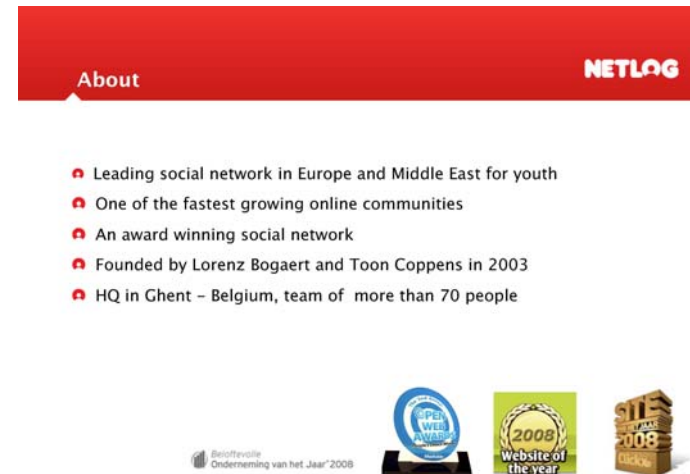 About
NETLOG
Leading social network in Europe and Middle East for youth
One of the fastest growing online communities
An award winning social network
Founded by Lorenz Bogaert and Toon Coppens in 2003
HQ in Ghent – Belgium, team of more than 70 people
Beloftevolle
Onderneming van het Jaar®2008
OPEN
WEB
AWARDS
2008
Website of
the year
SITE
JAAR
2008